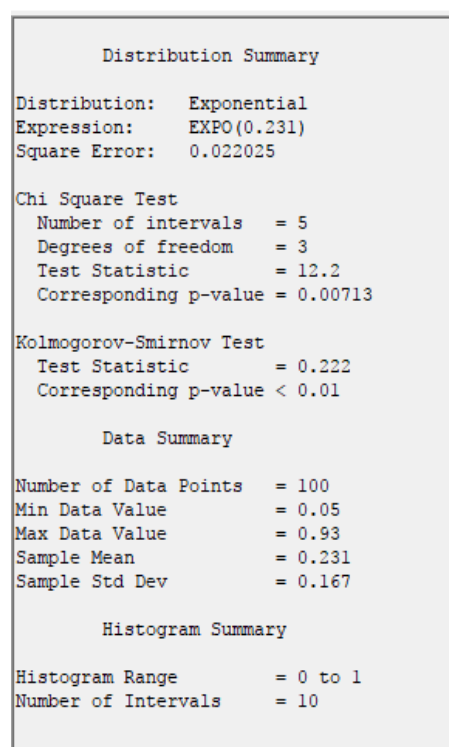 Distribution Summary
Distribution: Exponential
Expression: EXPO(0.231)
Square Error: 0.022025
Chi Square Test
Number of intervals = 5
Degrees of freedom = 3
Test Statistic = 12.2
Corresponding p-value = 0.00713
Kolmogorov-Smirnov Test
Test Statistic = 0.222
Corresponding p-value < 0.01
Data Summary
Number of Data Points = 100
Min Data Value = 0.05
Max Data Value = 0.93
Sample Mean = 0.231
Sample Std Dev = 0.167
Histogram Summary
Histogram Range = 0 to 1
Number of Intervals = 10